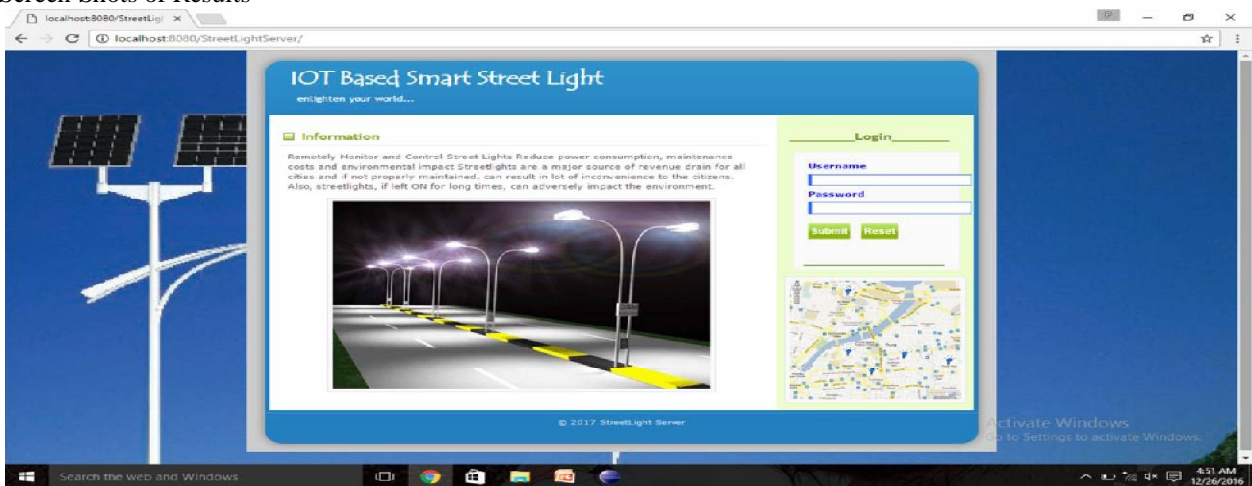 Screen Shots of Results
localhost:8080/StreetLig
localhost:8080/StreetLightServer/
IOT Based Smart Street Light
enlighten your world...
Information
Remotely Monitor and Control Street Lights Reduce power consumption, maintenance
costs and environmental impact Streetlights are a major source of revenue drain for all
cities and if not properly maintained, can result in lot of inconvenience to the citizens.
Also, streetlights, if left ON for long times, can adversely impact the environment.
Login
Username
Password
Submit Reset
© 2017 StreetLight Server
Activate Windows
Go to Settings to activate Windows.
Search the web and Windows
4:51 AM
12/26/2016